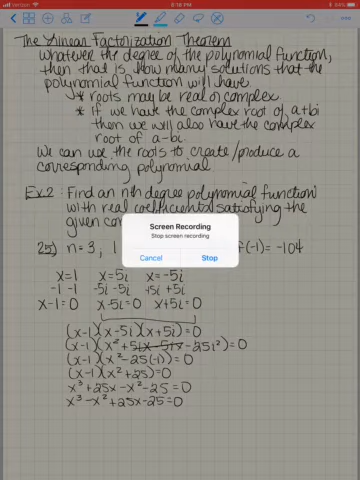 verizon 6:18 PM
The Linear Factorization Theorem
Whatever the degree of the polynomial function,
then that is how many solutions that the
polynomial function will have
* roots may be real or complex.
* if we have the complex root of a+bi
then we will also have the complex
root of a-bi.
We can use the roots to create/produce a
corresponding polynomial
Ex 2: Find an nth degree polynomial function
with real coefficients satisfying the
given con
Screen Recording
Stop screen recording
Cancel Stop
25) n=3, 1 (-1) = -104
x=1 x=5i x=-5i
-1 -1 -5i -5i +5i +5i
x-1=0 x-5i=0 x+5i=0
(x-1)(x-5i)(x+5i)=0
(x-1)(x²+5ix-5ix-25i²)=0
(x-1)(x²-25(-1))=0
(x-1)(x²+25)=0
x³+25x-x²-25=0
x³-x²+25x-25=0